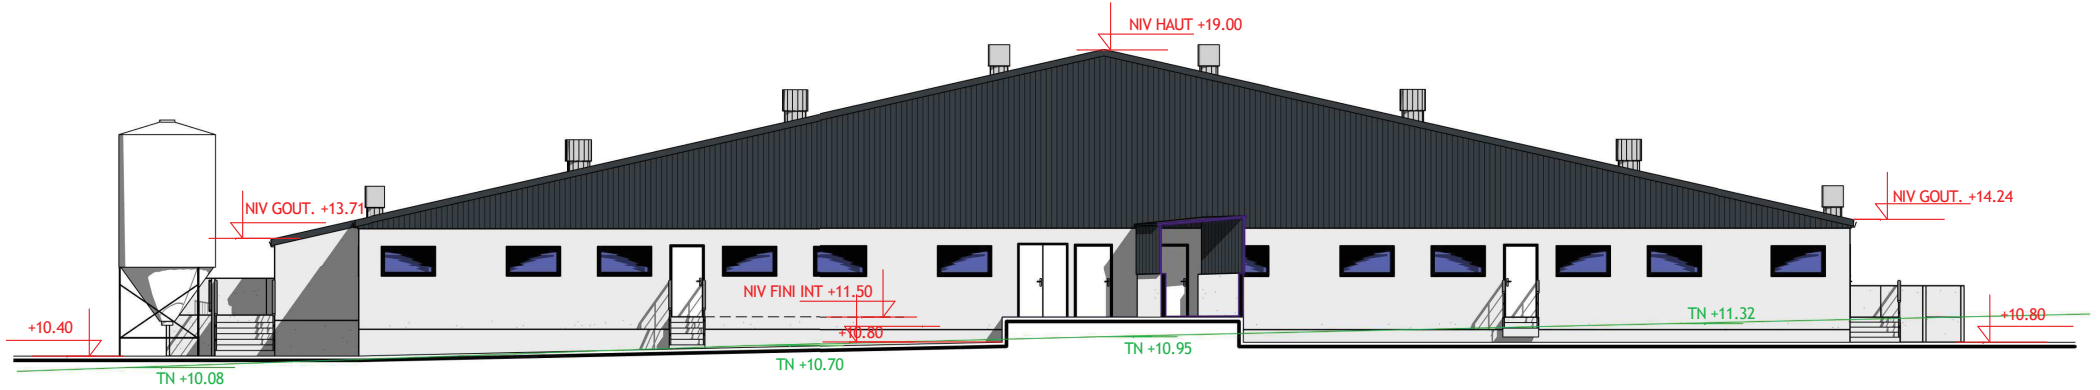 NIV HAUT +19.00
NIV GOUT. +13.71
NIV GOUT. +14.24
NIV FINI INT +11.50
+10.40
+10.80
TN +11.32
+10.80
TN +10.95
TN +10.70
TN +10.08